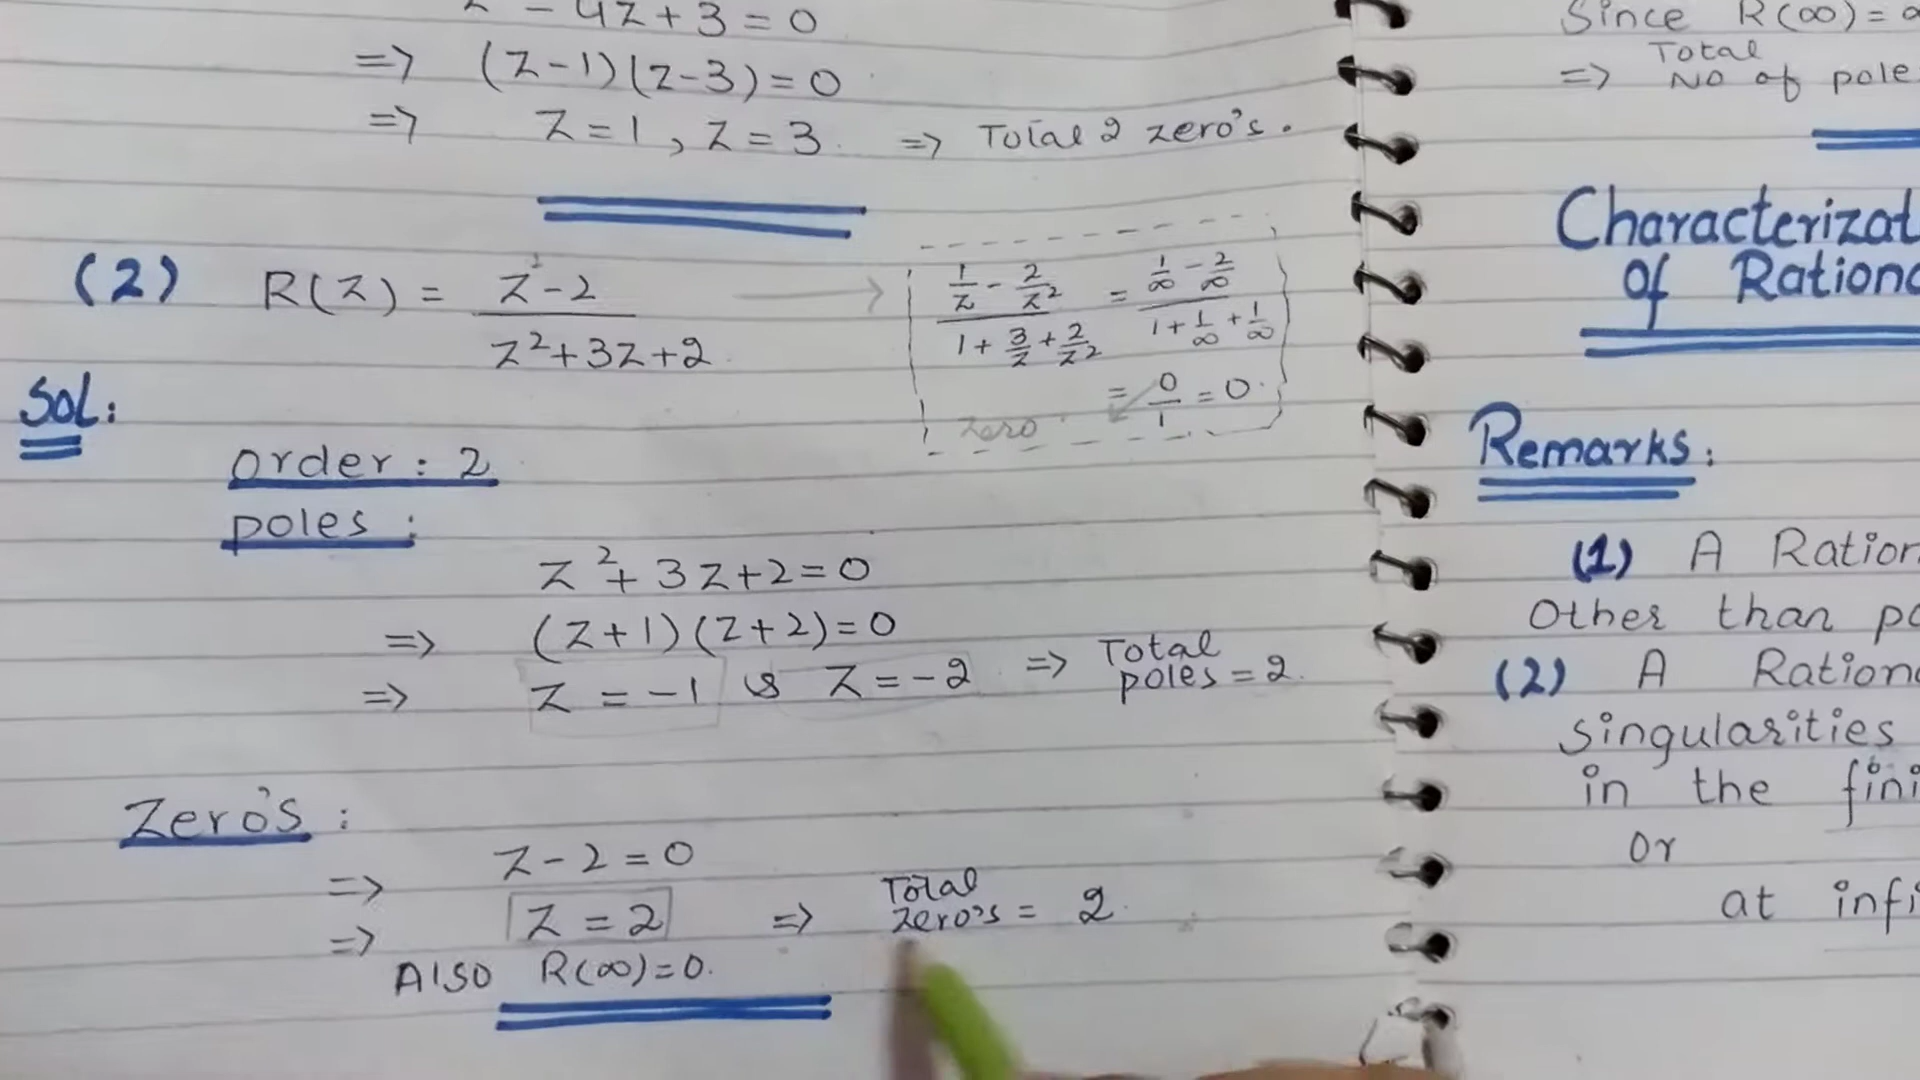 - 4z + 3 = 0
=> (z-1)(z-3) = 0
=> z = 1, z = 3. => Total 2 zero's.
(2) R(z) = z-2 / z²+3z+2
1/z - 2/z² / 1 + 3/z + 2/z² = 1/∞ - 2/∞ / 1 + 1/∞ + 1/∞
= 0/1 = 0.
zero
Sol:
order: 2
poles:
z² + 3z + 2 = 0
=> (z+1)(z+2) = 0
=> z = -1 & z = -2 => Total poles = 2.
Zero's:
=> z - 2 = 0
=> z = 2 => Total zero's = 2.
Also R(∞) = 0.
Since R(∞) =
=> Total
No of pole
Characterizat
of Rationa
Remarks:
(1) A Ration
Other than po
(2) A Rationa
singularities
in the fini
or
at infi